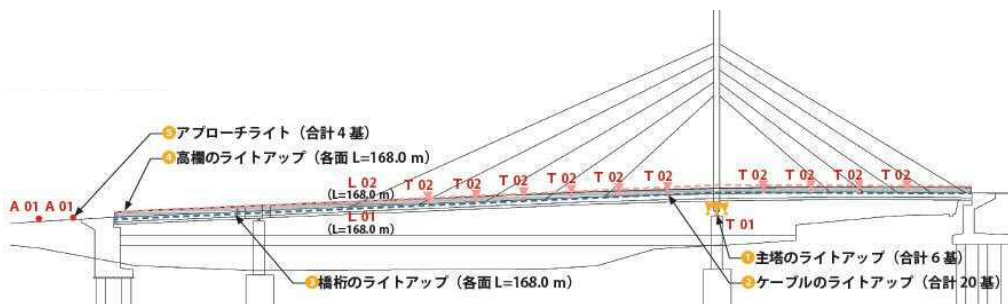 ⑤アプローチライト（合計 4 基）
④高欄のライトアップ（各面 L=168.0 m）
L 02
(L=168.0 m)
T 02
T 02
T 02
T 02
T 02
T 02
T 02
T 02
T 02
T 02
A 01
A 01
L 01
(L=168.0 m)
T 01
①主塔のライトアップ（合計 6 基）
③橋桁のライトアップ（各面 L=168.0 m）
②ケーブルのライトアップ（合計 20 基）